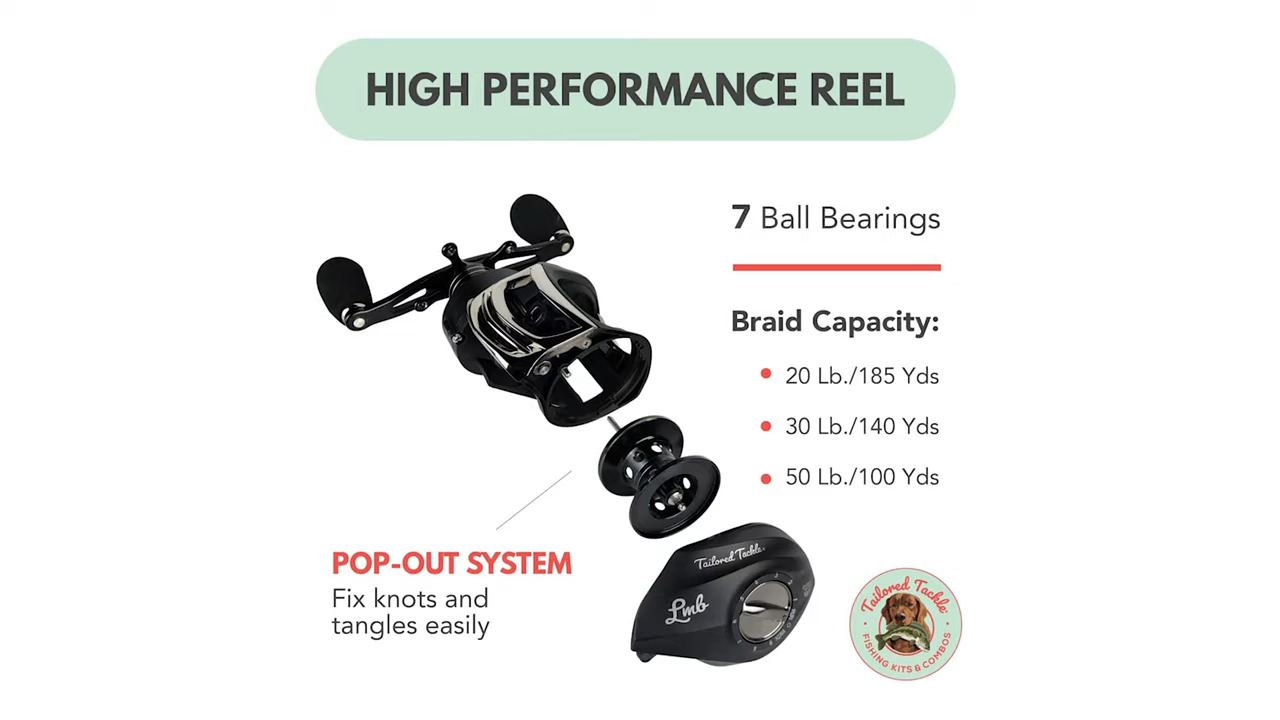 HIGH PERFORMANCE REEL
7 Ball Bearings
Braid Capacity:
20 Lb./185 Yds
30 Lb./140 Yds
50 Lb./100 Yds
POP-OUT SYSTEM
Fix knots and
tangles easily
Tailored Tackle
Lmb
Tailored Tackle
FISHING KITS & COMBOS